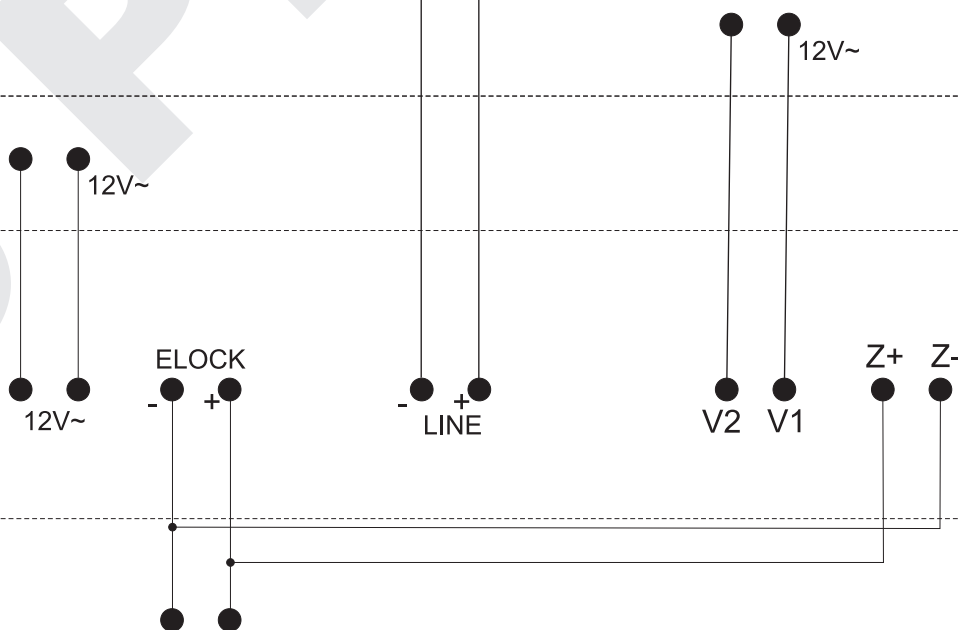 12V~
12V~
ELOCK
- +
12V~
- +
LINE
V2 V1
Z+ Z-